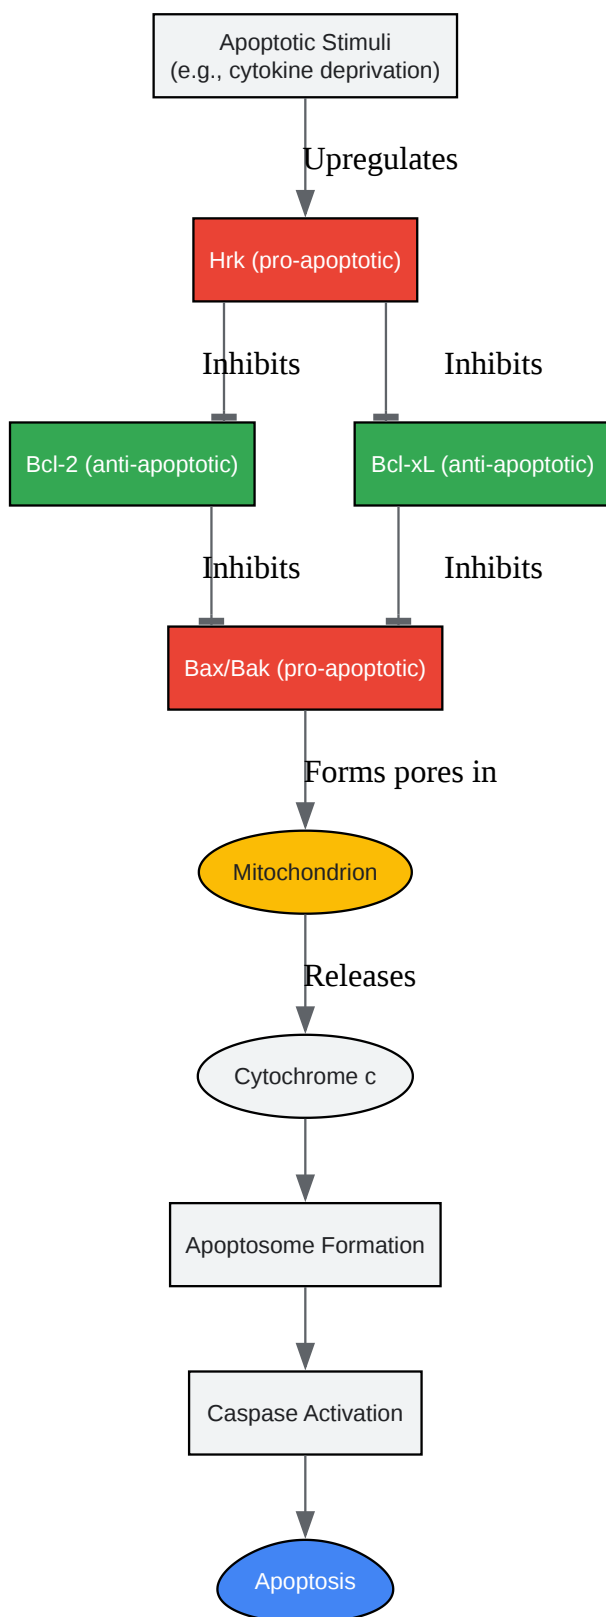 Apoptotic Stimuli
(e.g., cytokine deprivation)
Upregulates
Hrk (pro-apoptotic)
Inhibits
Inhibits
Bcl-2 (anti-apoptotic)
Bcl-xL (anti-apoptotic)
Inhibits
Inhibits
Bax/Bak (pro-apoptotic)
Forms pores in
Mitochondrion
Releases
Cytochrome c
Apoptosome Formation
Caspase Activation
Apoptosis